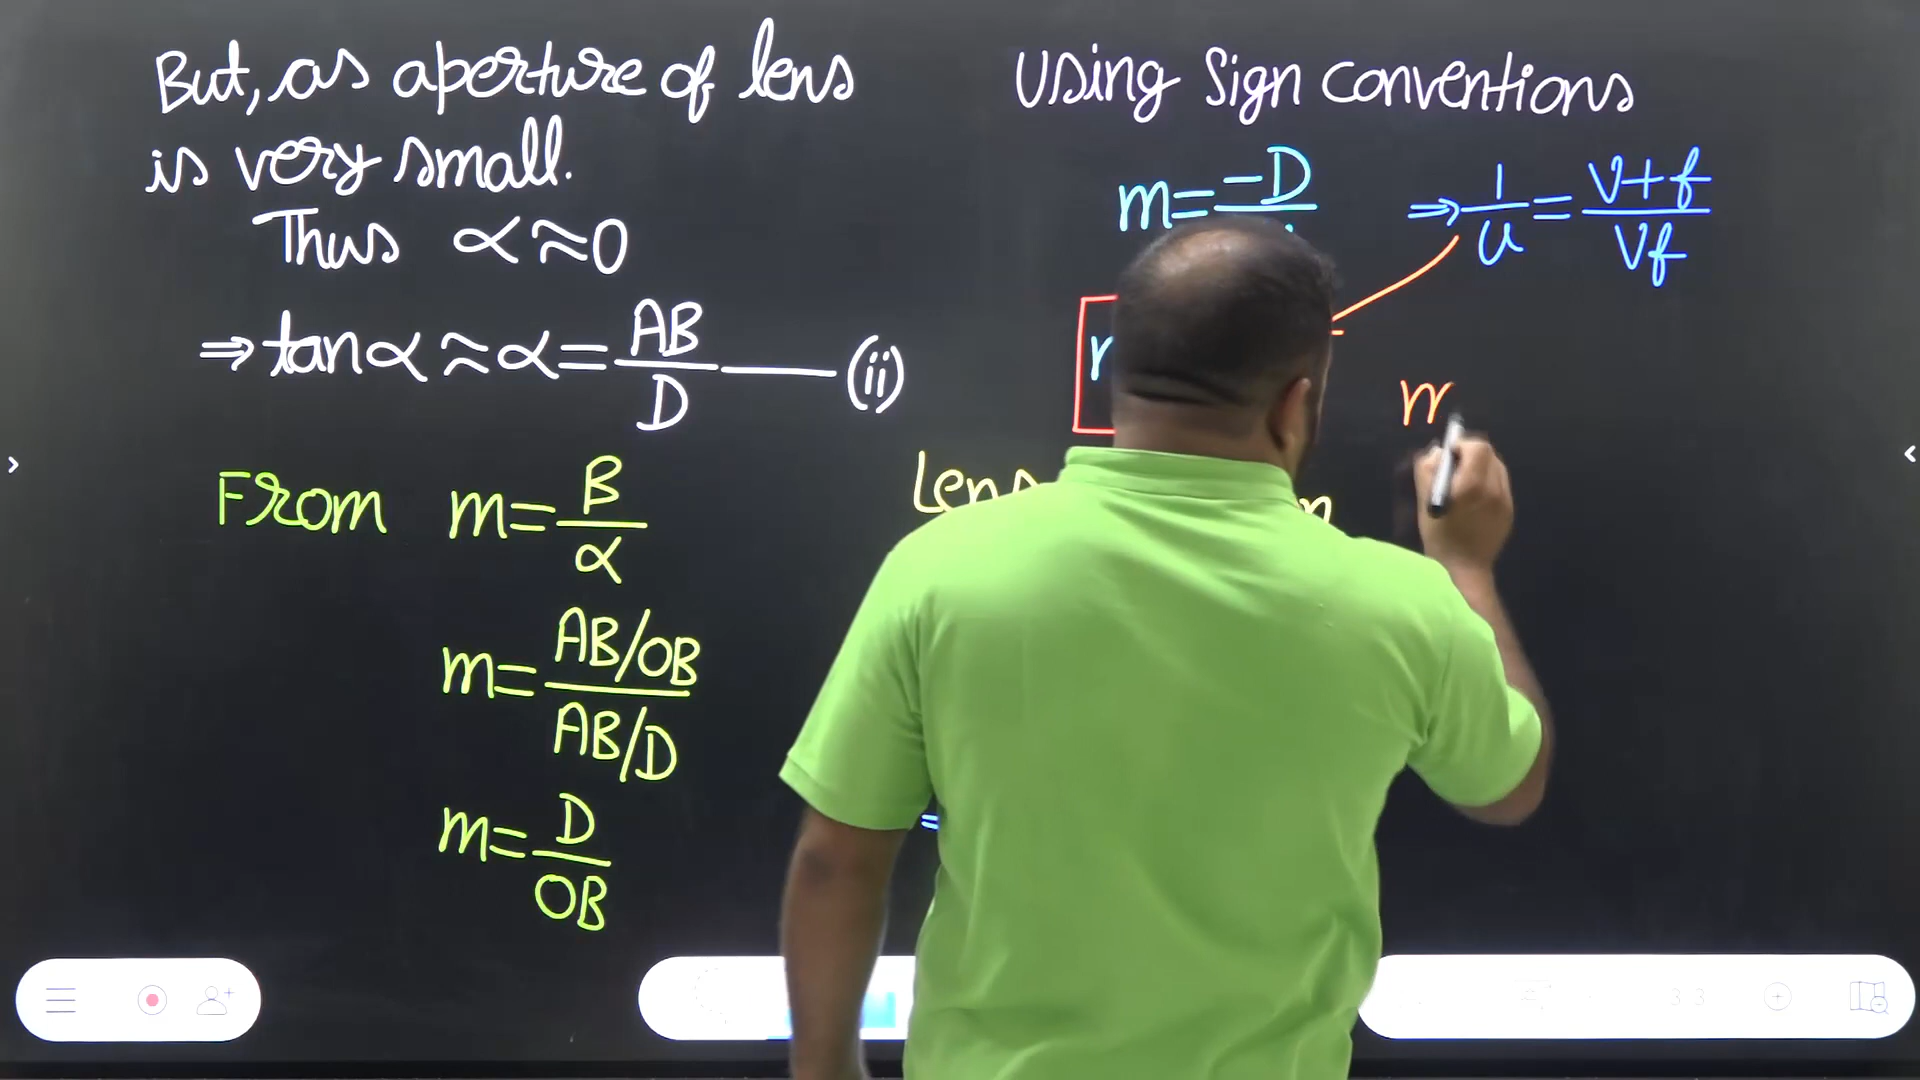 But, as aperture of lens
is very small.
Thus α≈0
⇒ tanα ≈ α = AB/D —— (ii)
From m = B/α
m = (AB/OB)/(AB/D)
m = D/OB
Using Sign conventions
m = -D
⇒ 1/u = (v+f)/vf
m